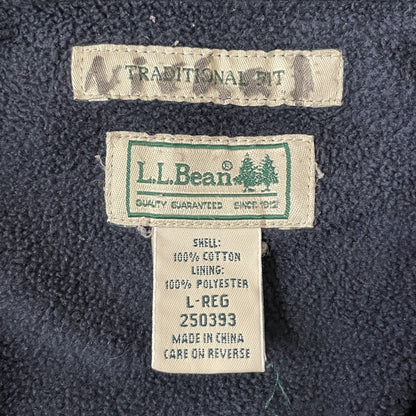 TRADITIONAL FIT
L.L.Bean®
QUALITY GUARANTEED SINCE 1912
SHELL:
100% COTTON
LINING:
100% POLYESTER
L-REG
250393
MADE IN CHINA
CARE ON REVERSE